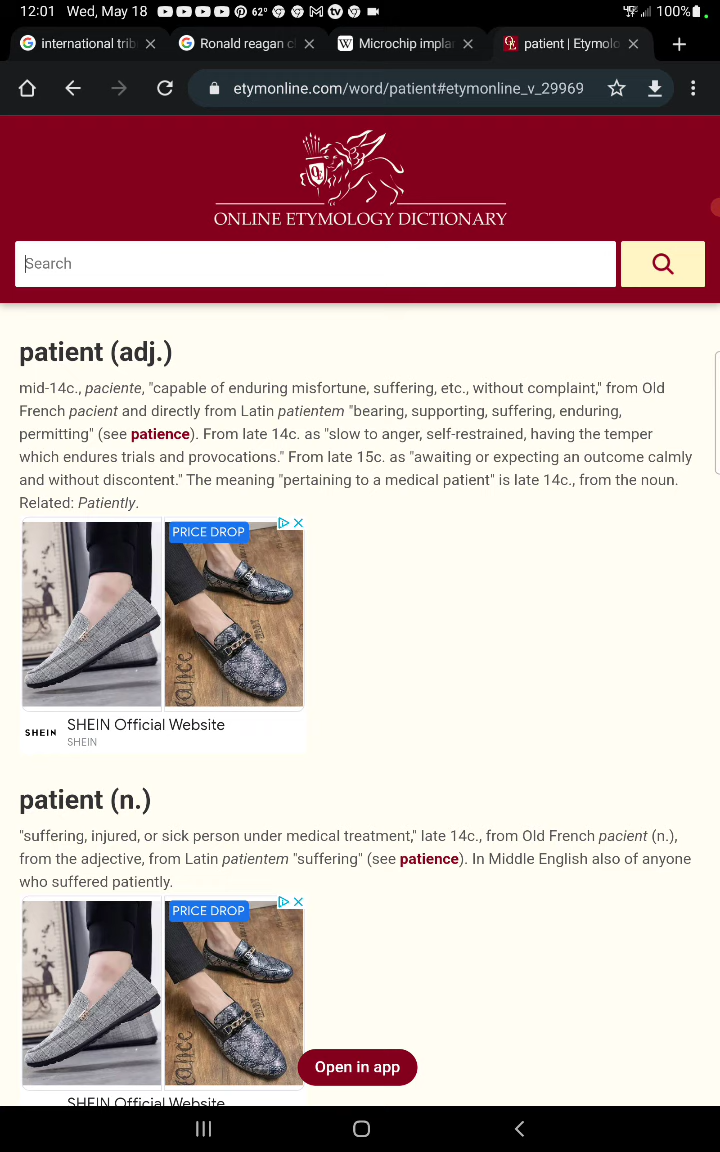 12:01 Wed, May 18 62° 100%
international trib
Ronald reagan c
W Microchip impla
OE patient | Etymolo
etymonline.com/word/patient#etymonline_v_29969
OE
ONLINE ETYMOLOGY DICTIONARY
Search
patient (adj.)
mid-14c., paciente, "capable of enduring misfortune, suffering, etc., without complaint," from Old
French pacient and directly from Latin patientem "bearing, supporting, suffering, enduring,
permitting" (see patience). From late 14c. as "slow to anger, self-restrained, having the temper
which endures trials and provocations." From late 15c. as "awaiting or expecting an outcome calmly
and without discontent." The meaning "pertaining to a medical patient" is late 14c., from the noun.
Related: Patiently.
PRICE DROP
SHEIN
SHEIN Official Website
SHEIN
patient (n.)
"suffering, injured, or sick person under medical treatment," late 14c., from Old French pacient (n.),
from the adjective, from Latin patientem "suffering" (see patience). In Middle English also of anyone
who suffered patiently.
PRICE DROP
Open in app
SHEIN Official Website